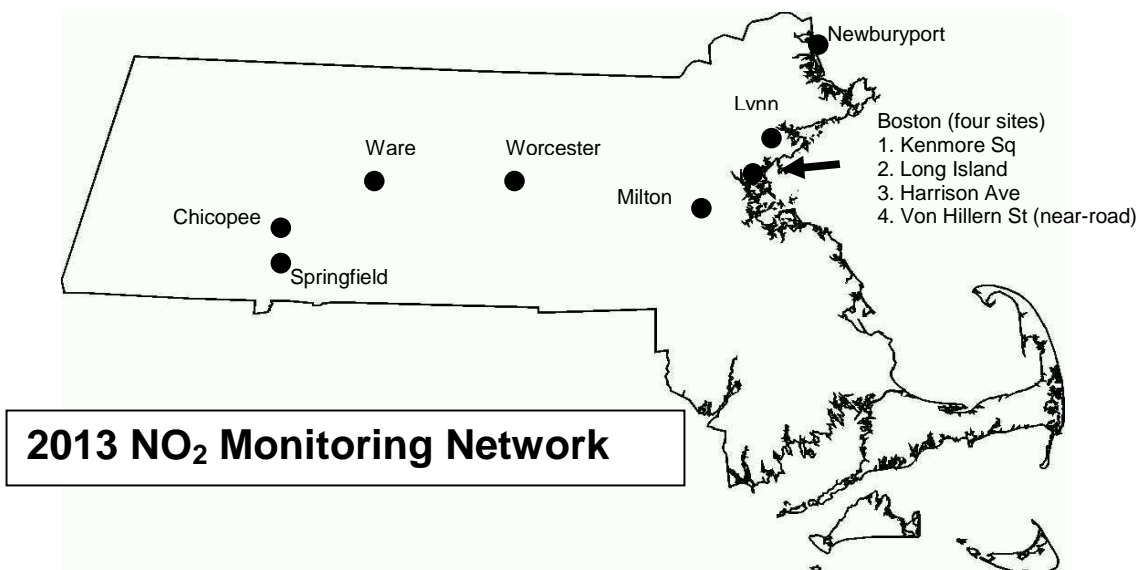 Newburyport
Lynn
Boston (four sites)
1. Kenmore Sq
2. Long Island
3. Harrison Ave
4. Von Hillern St (near-road)
Ware
Worcester
Milton
Chicopee
Springfield
2013 NO₂ Monitoring Network